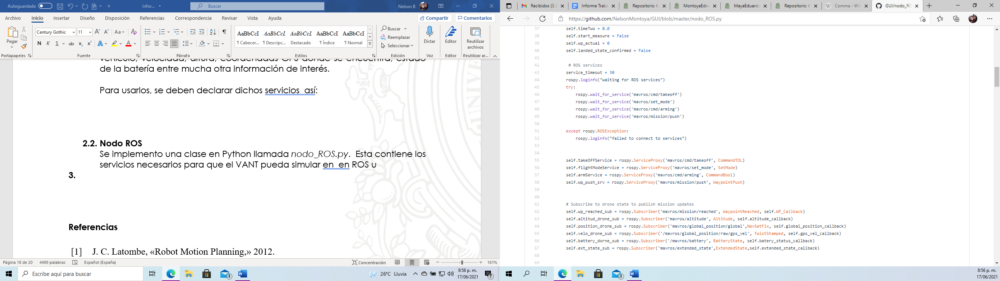 Autoguardado
Infor...
Buscar
Nelson B
Archivo Inicio Insertar Diseño Disposición Referencias Correspondencia Revisar Vista Ayuda
Compartir Comentarios
Pegar
Century Gothic 11
Aa
N K S ab x₂ x²
AaBbCcI AaBbCcI AaBbCcI AaBbCcI AaBbCcI
¶ Cabecer... ¶ Descripc... Destacado ¶ Índice ¶ Normal
Buscar
Reemplazar
Seleccionar
Dictar
Editor
Reutilizar archivos
Portapapeles Fuente Párrafo Estilos Edición Voz Editor Reutilizar ar...
vehículo, velocidad, altura, coordenadas GPS donde se encuentra, estado
de la batería entre mucha otra información de interés.
Para usarlos, se deben declarar dichos servicios  así:
2.2. Nodo ROS
Se implemento una clase en Python llamada nodo_ROS.py.  Esta contiene los
servicios necesarios para que el VANT pueda simular en  en ROS u
3.
Referencias
[1] J. C. Latombe, «Robot Motion Planning,» 2012.
Página 18 de 20 4489 palabras Español (España) Concentración 161%
Escribe aquí para buscar
26°C Lluvia
8:56 p. m.
17/06/2021
Recibidos (3.3 Informe Traba Repositorio In MontoyaEdw MayaEduardo Repositorio In Comma - Wi GUI/nodo_RO
https://github.com/NelsonMontoya/GUI/blob/master/nodo_ROS.py
37 self.timeTwo = 0.0
38 self.start_measure = False
39 self.wp_actual = 0
40 self.landed_state_confirmed = False
41
42 # ROS services
43 service_timeout = 30
44 rospy.loginfo("waiting for ROS services")
45 try:
46 rospy.wait_for_service('mavros/cmd/takeoff')
47 rospy.wait_for_service('mavros/set_mode')
48 rospy.wait_for_service('mavros/cmd/arming')
49 rospy.wait_for_service('mavros/mission/push')
50
51 except rospy.ROSException:
52 rospy.loginfo("failed to connect to services")
53
54
55 self.takeOffService = rospy.ServiceProxy('mavros/cmd/takeoff', CommandTOL)
56 self.flightModeService = rospy.ServiceProxy('mavros/set_mode', SetMode)
57 self.armService = rospy.ServiceProxy('mavros/cmd/arming', CommandBool)
58 self.wp_push_srv = rospy.ServiceProxy('mavros/mission/push', WaypointPush)
59
60
61 # Subscribe to drone state to publish mission updates
62 self.wp_reached_sub = rospy.Subscriber('mavros/mission/reached', WaypointReached, self.WP_Callback)
63 self.altitud_drone_sub = rospy.Subscriber('mavros/altitude', Altitude, self.altitude_callback)
64 self.position_drone_sub = rospy.Subscriber('mavros/global_position/global',NavSatFix, self.global_position_callback)
65 self.velo_drone_sub = rospy.Subscriber('/mavros/global_position/raw/gps_vel', TwistStamped, self.gps_vel_callback)
66 self.battery_dorne_sub = rospy.Subscriber('/mavros/battery', BatteryState, self.batery_status_callback)
67 self.ext_state_sub = rospy.Subscriber('mavros/extended_state',ExtendedState,self.extended_state_callback)
68
69
8:56 p. m.
17/06/2021